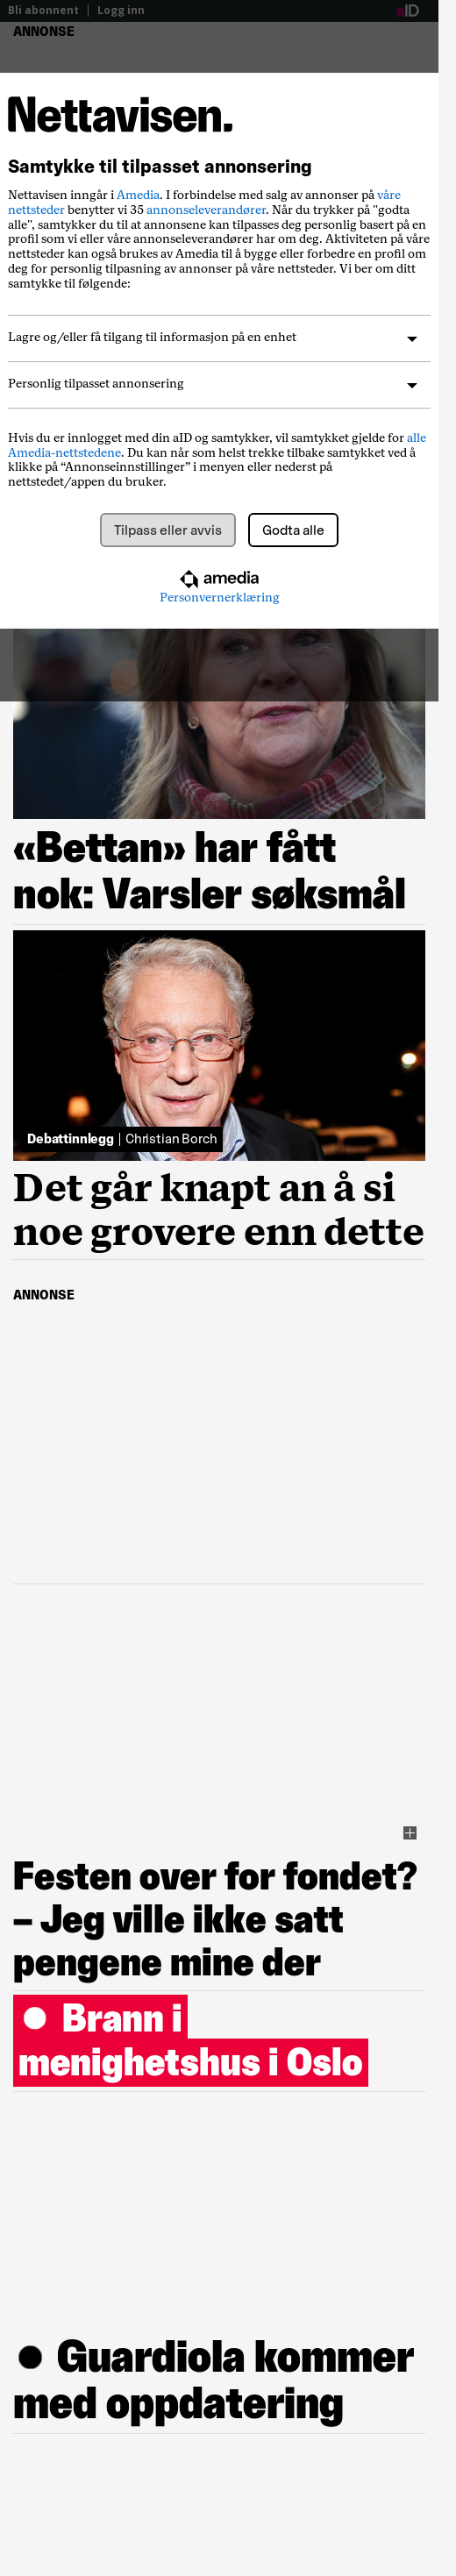 Bli abonnent | Logg inn
aID
ANNONSE
Nettavisen.
Samtykke til tilpasset annonsering
Nettavisen inngår i Amedia. I forbindelse med salg av annonser på våre
nettsteder benytter vi 35 annonseleverandører. Når du trykker på "godta
alle", samtykker du til at annonsene kan tilpasses deg personlig basert på en
profil som vi eller våre annonseleverandører har om deg. Aktiviteten på våre
nettsteder kan også brukes av Amedia til å bygge eller forbedre en profil om
deg for personlig tilpasning av annonser på våre nettsteder. Vi ber om ditt
samtykke til følgende:
Lagre og/eller få tilgang til informasjon på en enhet
Personlig tilpasset annonsering
Hvis du er innlogget med din aID og samtykker, vil samtykket gjelde for alle
Amedia-nettstedene. Du kan når som helst trekke tilbake samtykket ved å
klikke på “Annonseinnstillinger” i menyen eller nederst på
nettstedet/appen du bruker.
Tilpass eller avvis
Godta alle
amedia
Personvernerklæring
«Bettan» har fått
nok: Varsler søksmål
Debattinnlegg | Christian Borch
Det går knapt an å si
noe grovere enn dette
ANNONSE
Festen over for fondet?
– Jeg ville ikke satt
pengene mine der
Brann i
menighetshus i Oslo
Guardiola kommer
med oppdatering